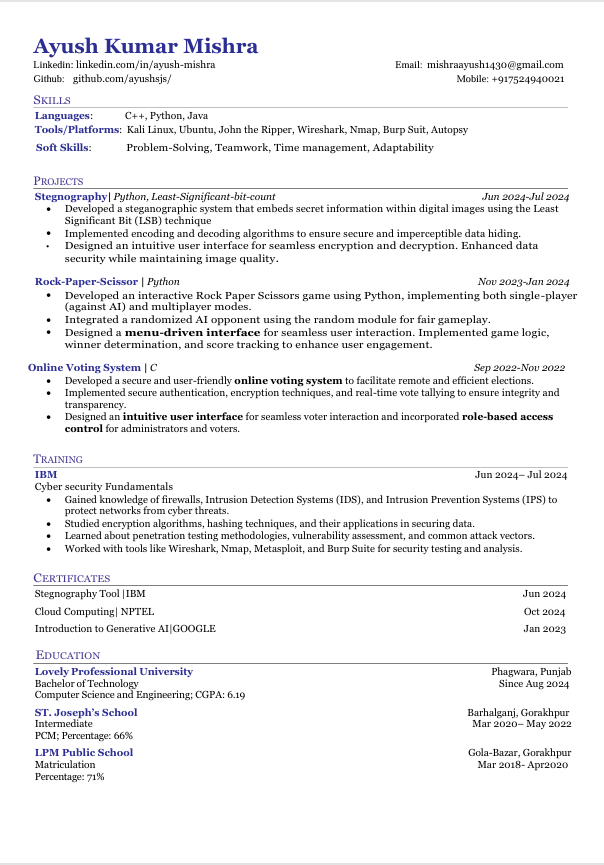 Ayush Kumar Mishra
Linkedin: linkedin.com/in/ayush-mishra Email: mishraayush1430@gmail.com
Github: github.com/ayushsjs/ Mobile: +917524940021
SKILLS
Languages: C++, Python, Java
Tools/Platforms: Kali Linux, Ubuntu, John the Ripper, Wireshark, Nmap, Burp Suit, Autopsy
Soft Skills: Problem-Solving, Teamwork, Time management, Adaptability
PROJECTS
Stegnography| Python, Least-Significant-bit-count Jun 2024-Jul 2024
• Developed a steganographic system that embeds secret information within digital images using the Least
Significant Bit (LSB) technique
• Implemented encoding and decoding algorithms to ensure secure and imperceptible data hiding.
• Designed an intuitive user interface for seamless encryption and decryption. Enhanced data
security while maintaining image quality.
Rock-Paper-Scissor | Python Nov 2023-Jan 2024
• Developed an interactive Rock Paper Scissors game using Python, implementing both single-player
(against AI) and multiplayer modes.
• Integrated a randomized AI opponent using the random module for fair gameplay.
• Designed a menu-driven interface for seamless user interaction. Implemented game logic,
winner determination, and score tracking to enhance user engagement.
Online Voting System | C Sep 2022-Nov 2022
• Developed a secure and user-friendly online voting system to facilitate remote and efficient elections.
• Implemented secure authentication, encryption techniques, and real-time vote tallying to ensure integrity and
transparency.
• Designed an intuitive user interface for seamless voter interaction and incorporated role-based access
control for administrators and voters.
TRAINING
IBM Jun 2024– Jul 2024
Cyber security Fundamentals
• Gained knowledge of firewalls, Intrusion Detection Systems (IDS), and Intrusion Prevention Systems (IPS) to
protect networks from cyber threats.
• Studied encryption algorithms, hashing techniques, and their applications in securing data.
• Learned about penetration testing methodologies, vulnerability assessment, and common attack vectors.
• Worked with tools like Wireshark, Nmap, Metasploit, and Burp Suite for security testing and analysis.
CERTIFICATES
Stegnography Tool |IBM Jun 2024
Cloud Computing| NPTEL Oct 2024
Introduction to Generative AI|GOOGLE Jan 2023
EDUCATION
Lovely Professional University Phagwara, Punjab
Bachelor of Technology Since Aug 2024
Computer Science and Engineering; CGPA: 6.19
ST. Joseph's School Barhalganj, Gorakhpur
Intermediate Mar 2020– May 2022
PCM; Percentage: 66%
LPM Public School Gola-Bazar, Gorakhpur
Matriculation Mar 2018- Apr2020
Percentage: 71%